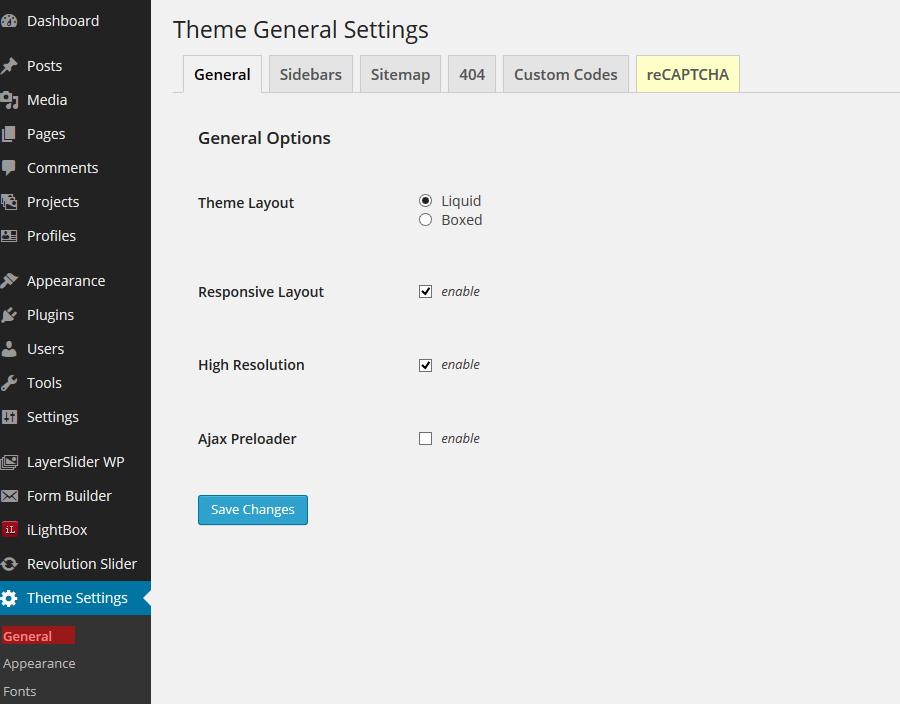 Dashboard
Posts
Media
Pages
Comments
Projects
Profiles
Appearance
Plugins
Users
Tools
Settings
LayerSlider WP
Form Builder
iL iLightBox
Revolution Slider
Theme Settings
General
Appearance
Fonts
Theme General Settings
General Sidebars Sitemap 404 Custom Codes reCAPTCHA
General Options
Theme Layout Liquid
Boxed
Responsive Layout enable
High Resolution enable
Ajax Preloader enable
Save Changes